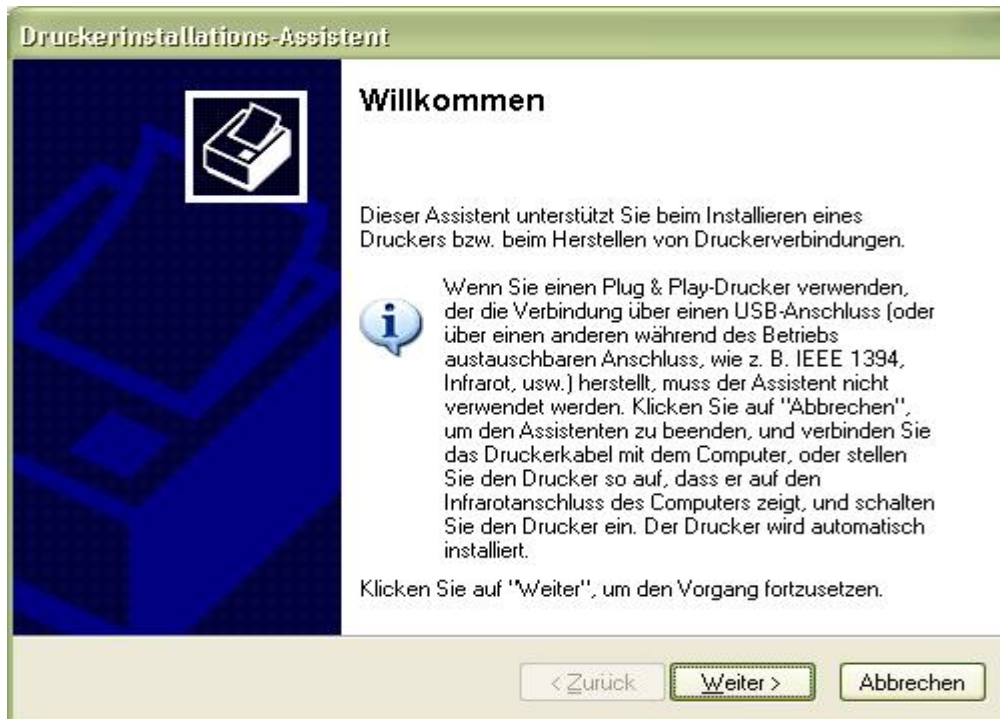 Druckerinstallations-Assistent
Willkommen
Dieser Assistent unterstützt Sie beim Installieren eines
Druckers bzw. beim Herstellen von Druckerverbindungen.
Wenn Sie einen Plug & Play-Drucker verwenden,
der die Verbindung über einen USB-Anschluss (oder
über einen anderen während des Betriebs
austauschbaren Anschluss, wie z. B. IEEE 1394,
Infrarot, usw.) herstellt, muss der Assistent nicht
verwendet werden. Klicken Sie auf "Abbrechen",
um den Assistenten zu beenden, und verbinden Sie
das Druckerkabel mit dem Computer, oder stellen
Sie den Drucker so auf, dass er auf den
Infrarotanschluss des Computers zeigt, und schalten
Sie den Drucker ein. Der Drucker wird automatisch
installiert.
Klicken Sie auf "Weiter", um den Vorgang fortzusetzen.
< Zurück Weiter > Abbrechen